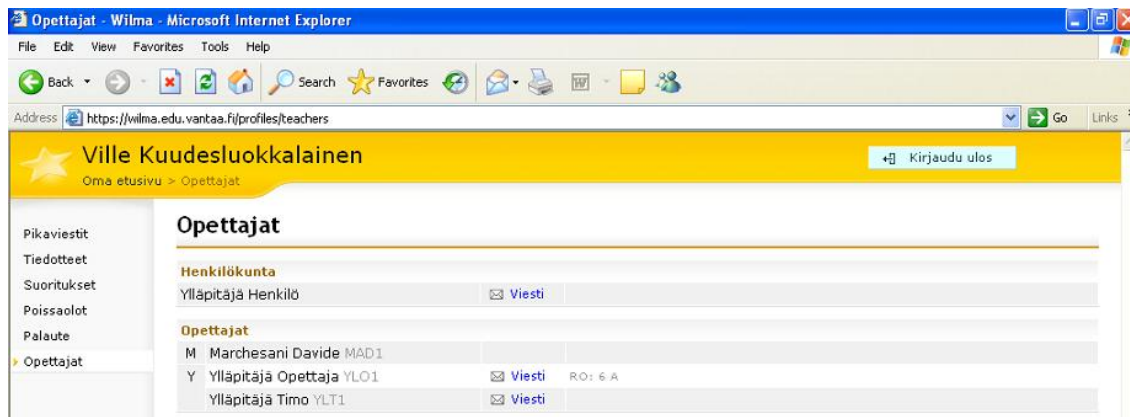 Opettajat - Wilma - Microsoft Internet Explorer
File Edit View Favorites Tools Help
Back Search Favorites
Address https://wilma.edu.vantaa.fi/profiles/teachers Go Links
Ville Kuudesluokkalainen
Kirjaudu ulos
Oma etusivu > Opettajat
Pikaviestit
Tiedotteet
Suoritukset
Poissaolot
Palaute
Opettajat
Opettajat
Henkilökunta
Ylläpitäjä Henkilö Viesti
Opettajat
M Marchesani Davide MAD1
Y Ylläpitäjä Opettaja YLO1 Viesti RO: 6 A
Ylläpitäjä Timo YLT1 Viesti